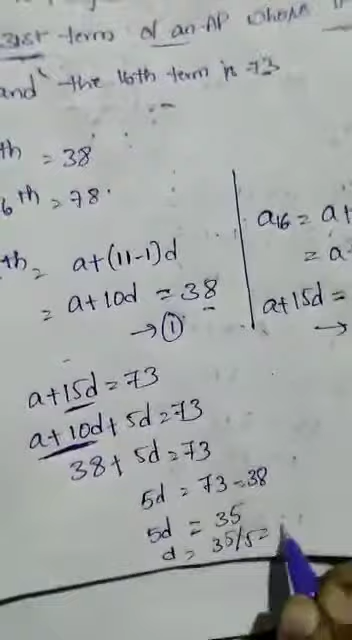 31st term of an AP whose
and the 16th term is 73
th = 38
6th = 78.
th = a+(11-1)d
= a+10d = 38
→ ①
a16 = a+
= a
a+15d =
→
a+15d = 73
a+10d+5d=73
38+5d=73
5d = 73-38
5d = 35
d = 35/5=